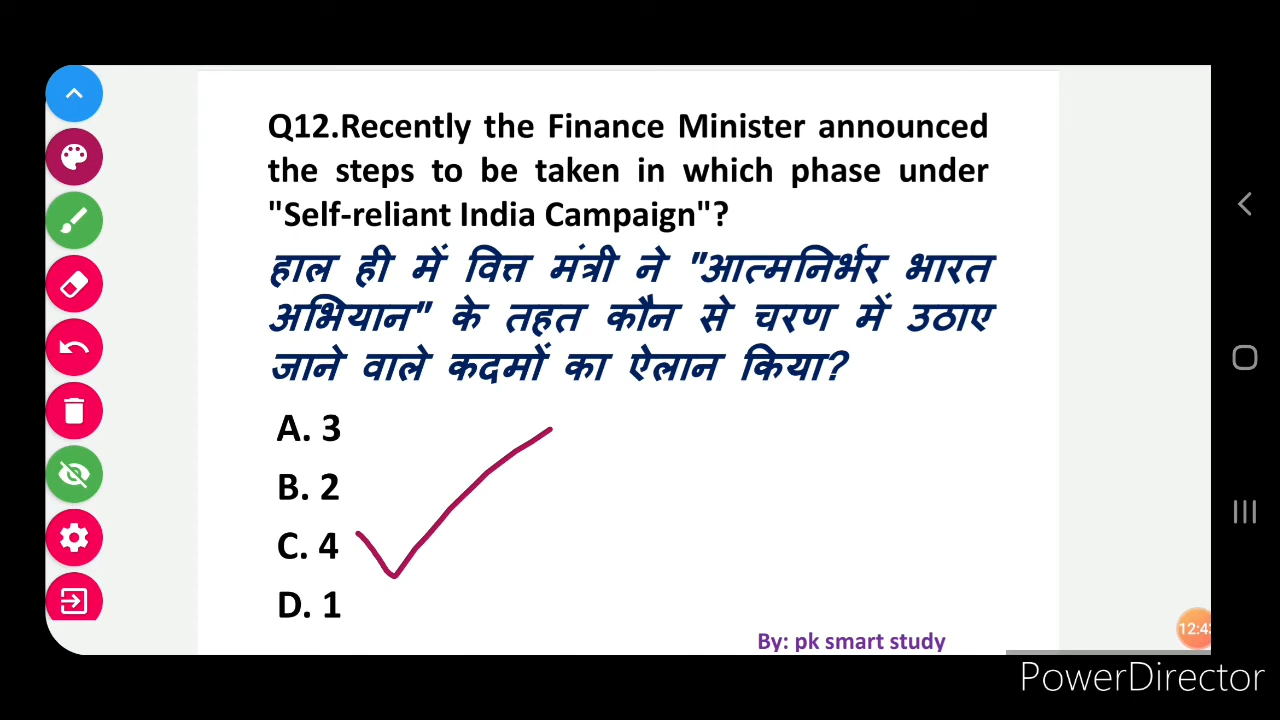 Q12.Recently the Finance Minister announced
the steps to be taken in which phase under
"Self-reliant India Campaign"?
हाल ही में वित्त मंत्री ने "आत्मनिर्भर भारत
अभियान" के तहत कौन से चरण में उठाए
जाने वाले कदमों का ऐलान किया?
A. 3
B. 2
C. 4
D. 1
By: pk smart study
PowerDirector